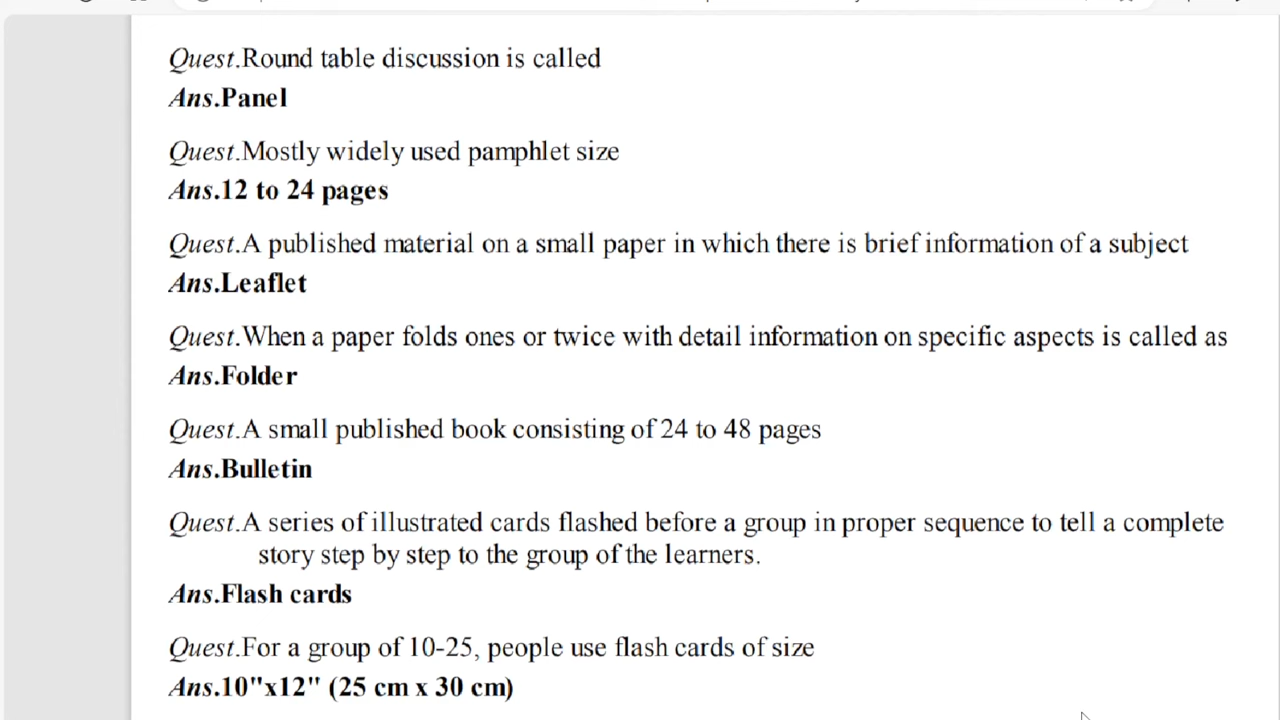 Quest.Round table discussion is called
Ans.Panel
Quest.Mostly widely used pamphlet size
Ans.12 to 24 pages
Quest.A published material on a small paper in which there is brief information of a subject
Ans.Leaflet
Quest.When a paper folds ones or twice with detail information on specific aspects is called as
Ans.Folder
Quest.A small published book consisting of 24 to 48 pages
Ans.Bulletin
Quest.A series of illustrated cards flashed before a group in proper sequence to tell a complete
story step by step to the group of the learners.
Ans.Flash cards
Quest.For a group of 10-25, people use flash cards of size
Ans.10"x12" (25 cm x 30 cm)